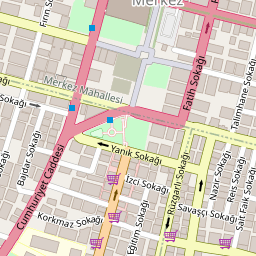 Merkez
Fırın Sokağı
Merkez Mahallesi
Fatih Sokağı
Talimhane Sokağı
Sokağı
Cumhuriyet Caddesi
Yanık Sokağı
Bajdar Sokağı
İzci Sokağı
Rüzgarlı Sokağı
Nazır Sokağı
Reis Sokağı
Sait Faik Sokağı
Savaşçı Sokağı
Korkmaz Sokağı
Eğitim Sokağı